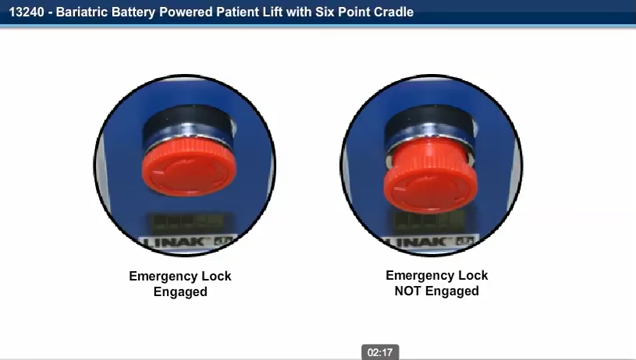 13240 - Bariatric Battery Powered Patient Lift with Six Point Cradle
LINAK
LINAK
Emergency Lock
Engaged
Emergency Lock
NOT Engaged
02:17